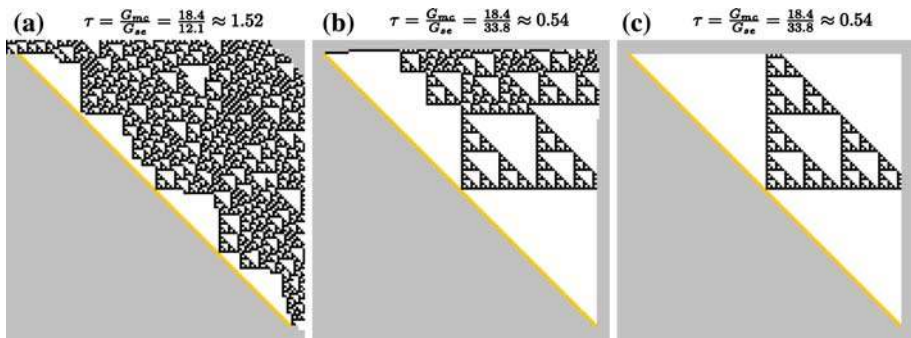 (a) τ = G_mc/G_se = 18.4/12.1 ≈ 1.52
(b) τ = G_mc/G_se = 18.4/33.8 ≈ 0.54
(c) τ = G_mc/G_se = 18.4/33.8 ≈ 0.54